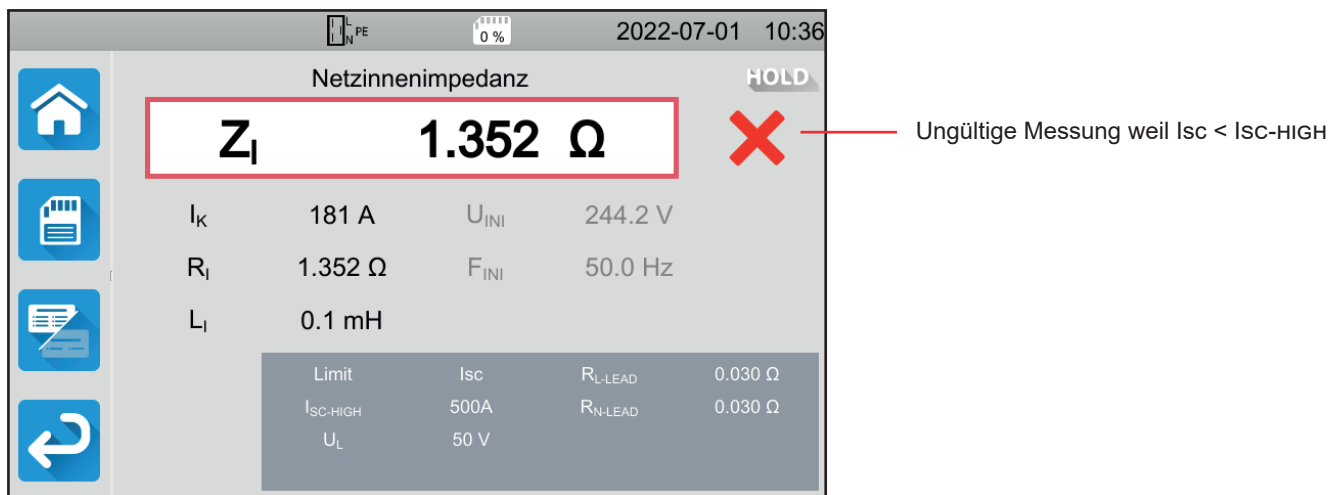 L N PE 0 % 2022-07-01 10:36
Netzinnenimpedanz HOLD
ZI 1.352 Ω
Ungültige Messung weil Isc < ISC-HIGH
IK 181 A UINI 244.2 V
RI 1.352 Ω FINI 50.0 Hz
LI 0.1 mH
Limit Isc RL-LEAD 0.030 Ω
ISC-HIGH 500A RN-LEAD 0.030 Ω
UL 50 V